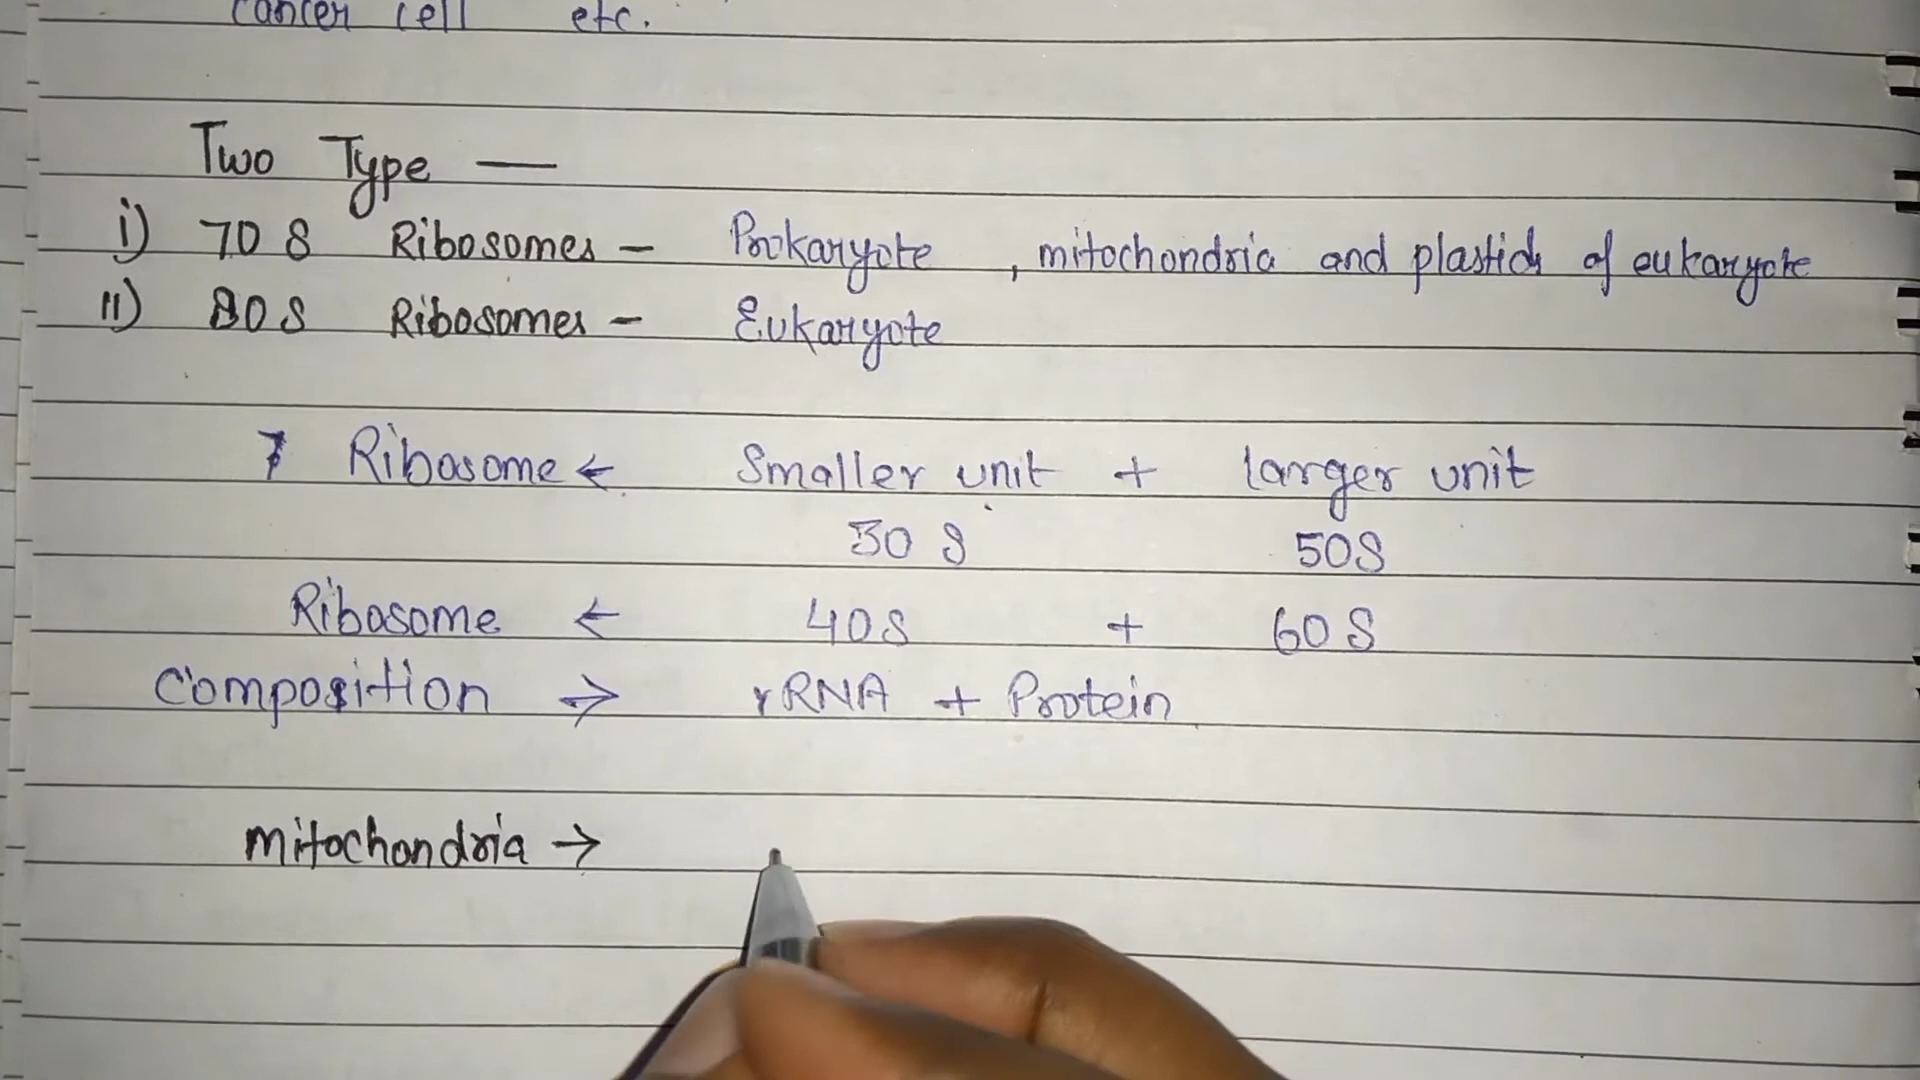 cancer cell etc.
Two Type —
i) 70 S Ribosomes – Prokaryote , mitochondria and plastids of eukaryote
ii) 80 S Ribosomes – Eukaryote
Ribosome ← Smaller unit + larger unit
30 S 50S
Ribosome ← 40S + 60 S
Composition → rRNA + Protein
mitochondria →